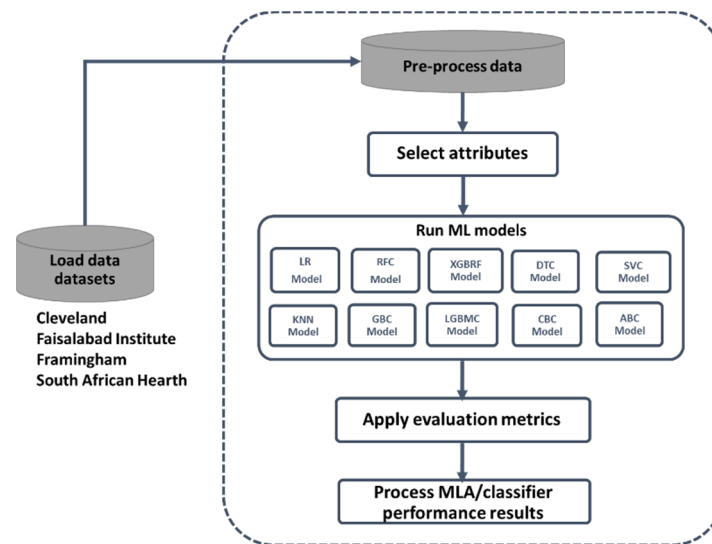 Pre-process data
Select attributes
Run ML models
LR
Model
RFC
Model
XGBRF
Model
DTC
Model
SVC
Model
KNN
Model
GBC
Model
LGBMC
Model
CBC
Model
ABC
Model
Load data
datasets
Cleveland
Faisalabad Institute
Framingham
South African Hearth
Apply evaluation metrics
Process MLA/classifier
performance results